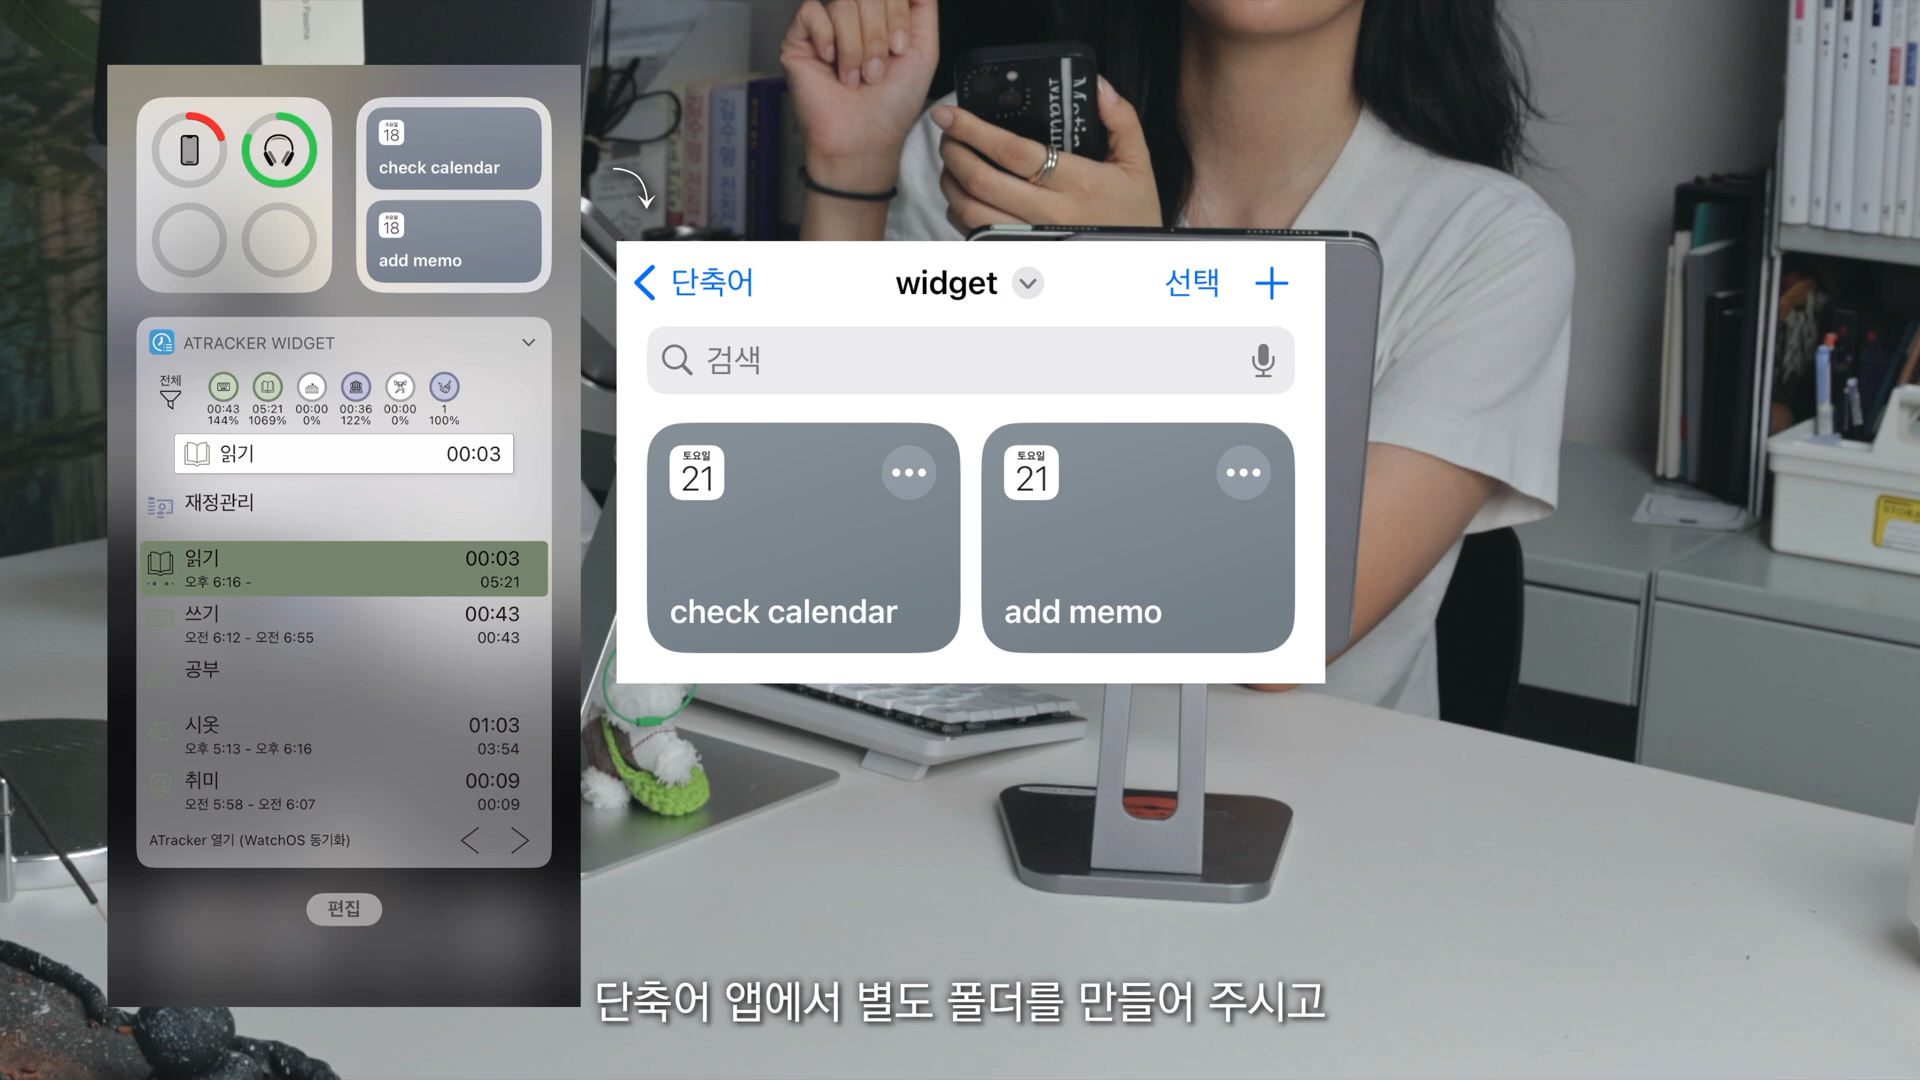 18
check calendar
18
add memo
ATRACKER WIDGET
전체
00:43 05:21 00:00 00:36 00:00 1
144% 1069% 0% 122% 0% 100%
읽기 00:03
재정관리
읽기 00:03
오후 6:16 - 05:21
쓰기 00:43
오전 6:12 - 오전 6:55 00:43
공부
시옷 01:03
오후 5:13 - 오후 6:16 03:54
취미 00:09
오전 5:58 - 오전 6:07 00:09
ATracker 열기 (WatchOS 동기화)
편집
단축어 widget 선택
검색
토요일
21
check calendar
토요일
21
add memo
단축어 앱에서 별도 폴더를 만들어 주시고